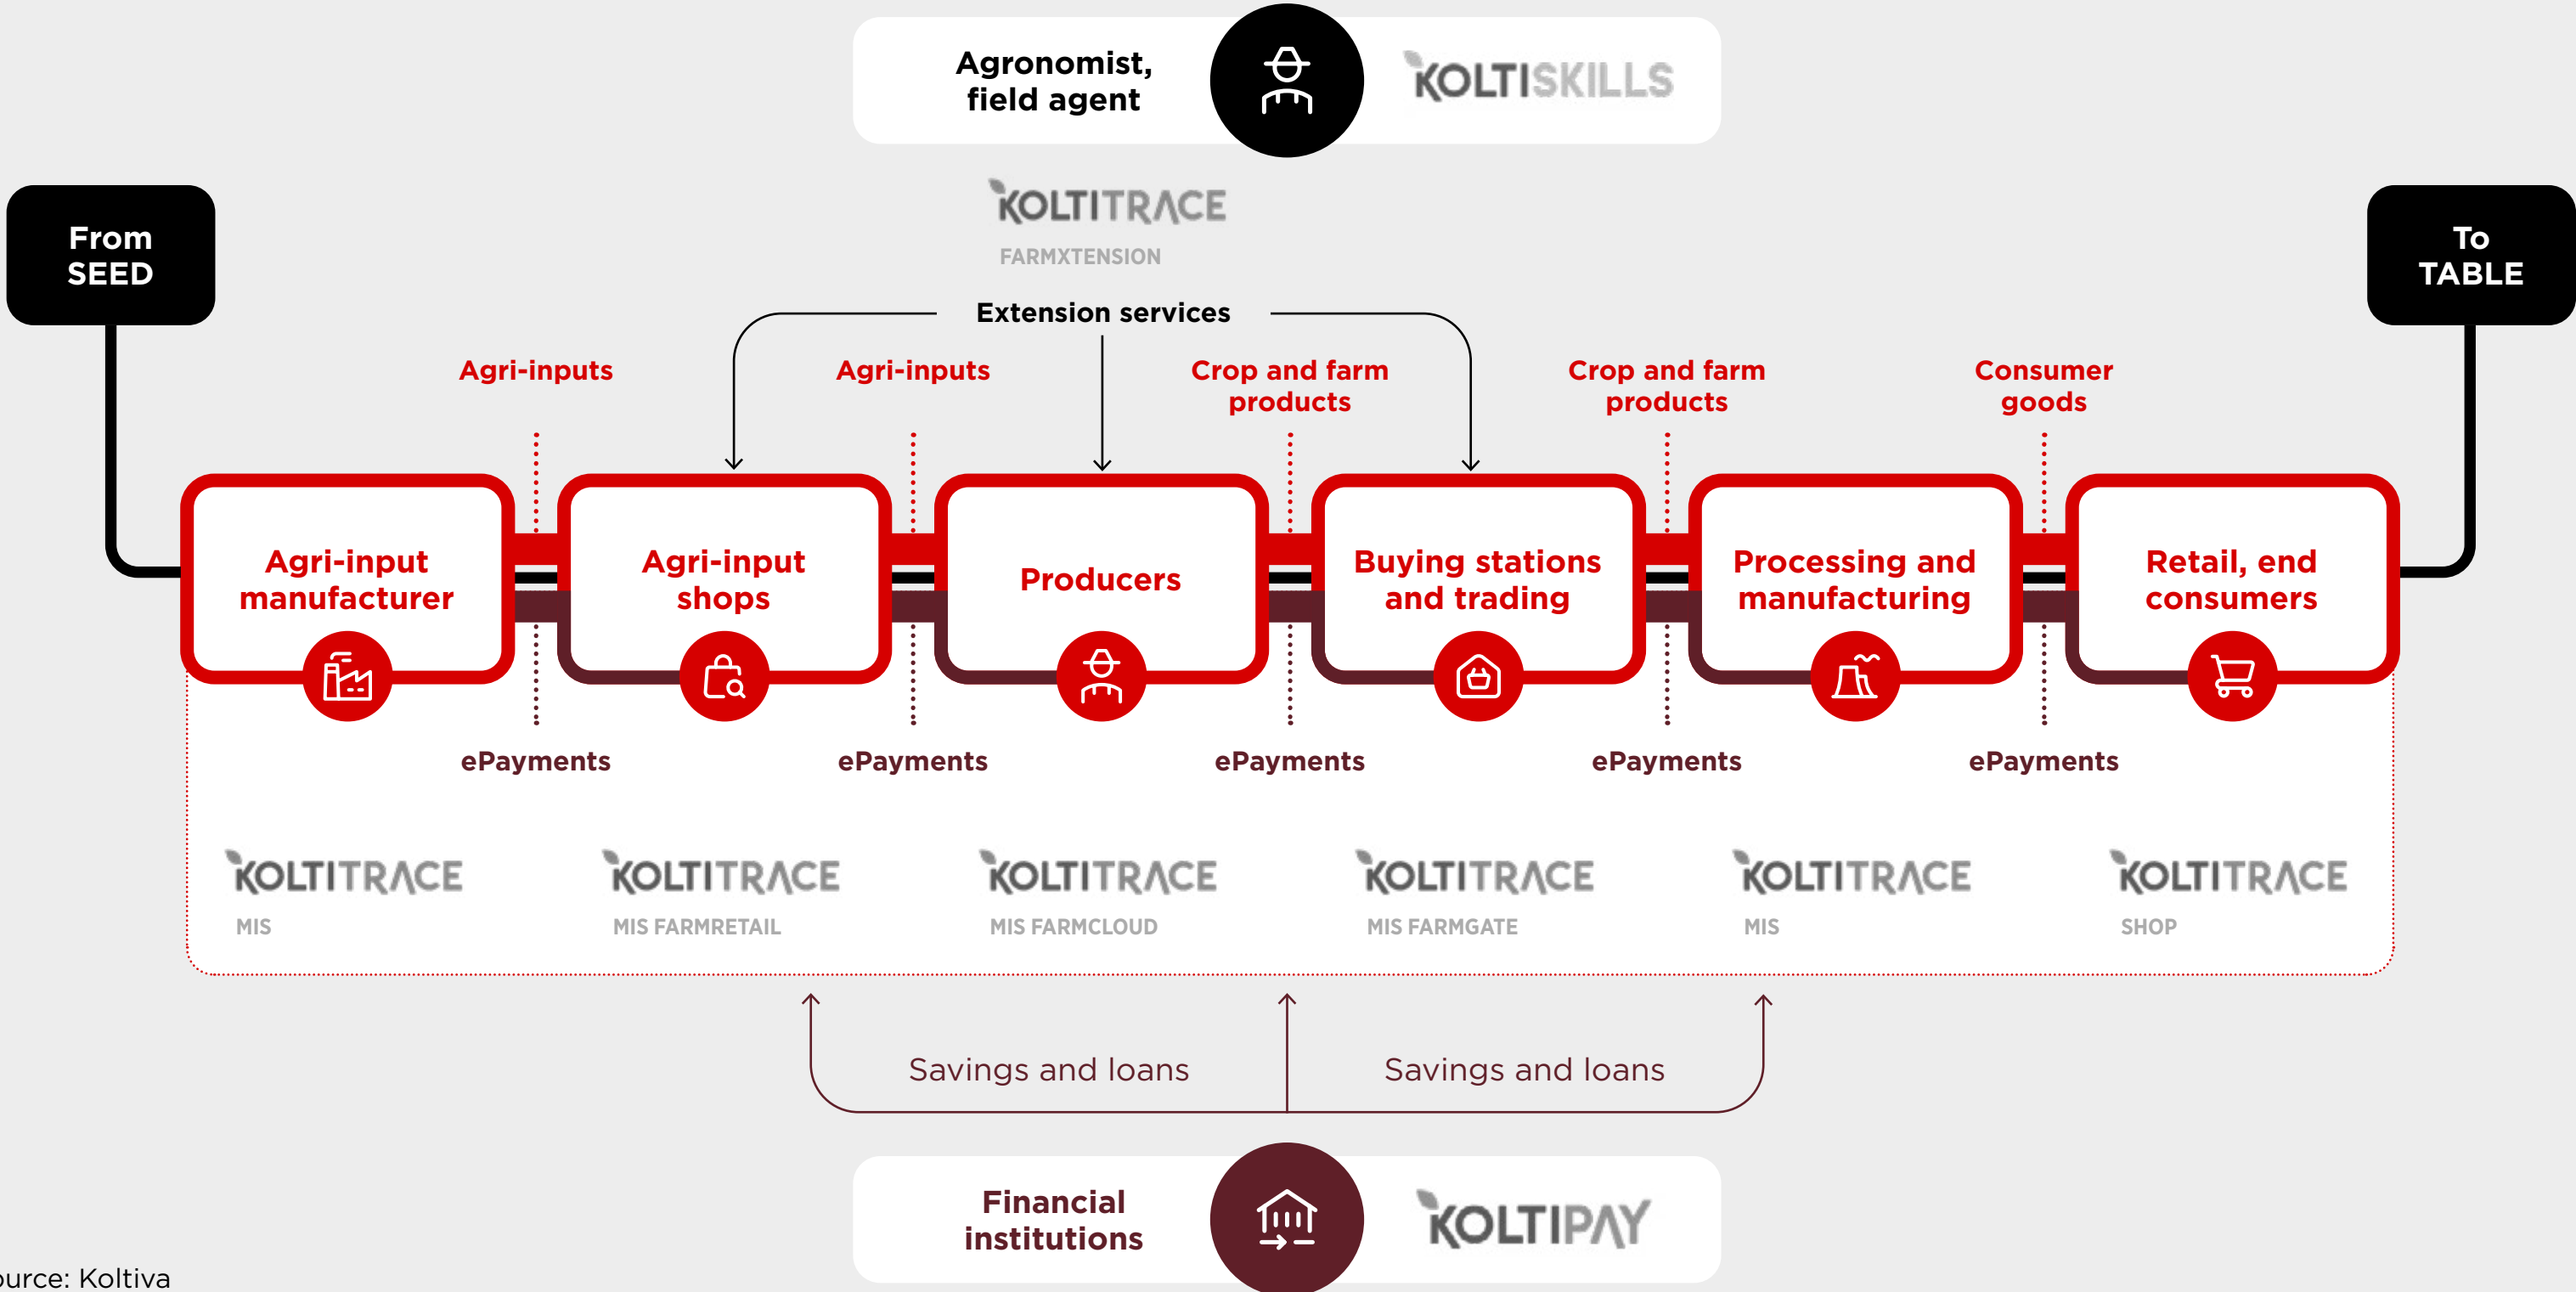 Agronomist,
field agent
KOLTISKILLS
KOLTITRACE
FARMXTENSION
From
SEED
To
TABLE
Extension services
Agri-inputs
Agri-inputs
Crop and farm
products
Crop and farm
products
Consumer
goods
Agri-input
manufacturer
Agri-input
shops
Producers
Buying stations
and trading
Processing and
manufacturing
Retail, end
consumers
ePayments
ePayments
ePayments
ePayments
ePayments
KOLTITRACE
MIS
KOLTITRACE
MIS FARMRETAIL
KOLTITRACE
MIS FARMCLOUD
KOLTITRACE
MIS FARMGATE
KOLTITRACE
MIS
KOLTITRACE
SHOP
Savings and loans
Savings and loans
Financial
institutions
KOLTIPAY
ource: Koltiva